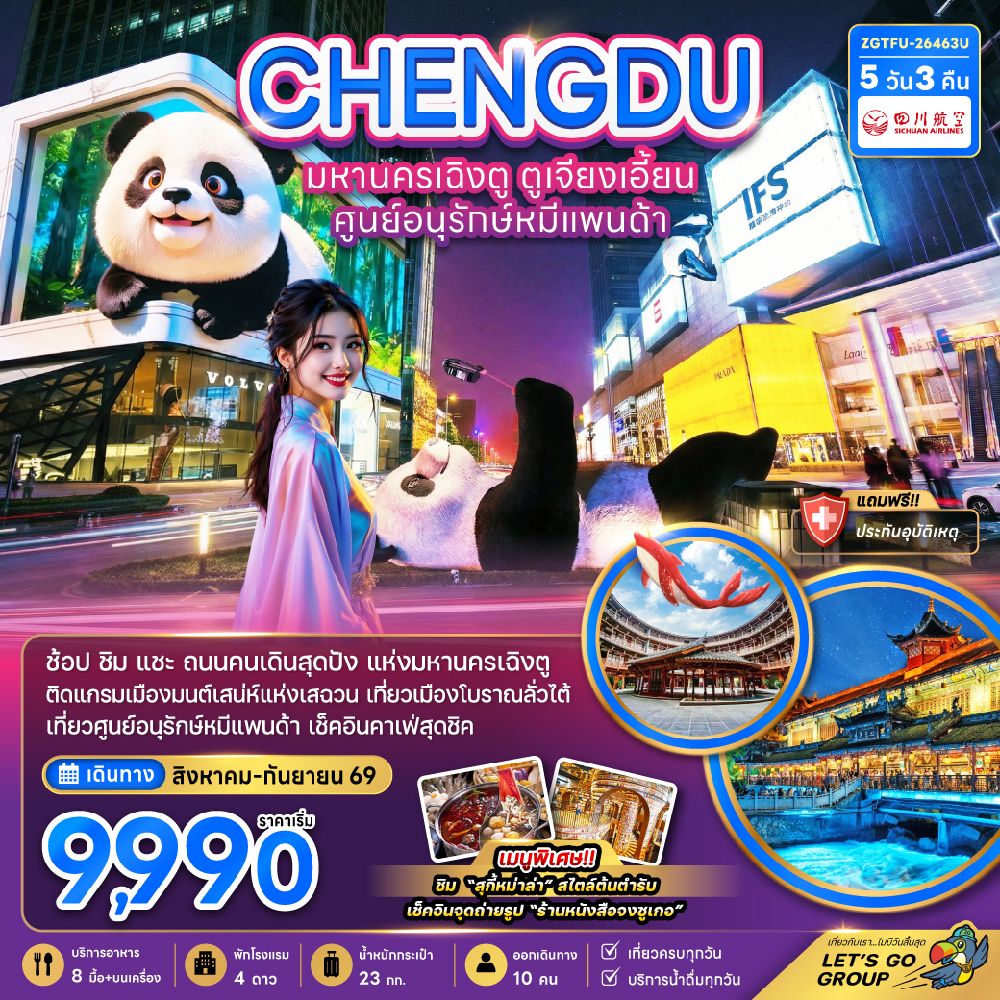 CHENGDU
ZGTFU-26463U
5 วัน 3 คืน
四川航空
SICHUAN AIRLINES
มหานครเฉิงตู ตูเจียงเอี้ยน
ศูนย์อนุรักษ์หมีแพนด้า
IFS
VOLVO
PRADA
แถมฟรี!!
ประกันอุบัติเหตุ
ช้อป ชิม แชะ ถนนคนเดินสุดปัง แห่งมหานครเฉิงตู
ติดแกรมเมืองมนต์เสน่ห์แห่งเสฉวน เที่ยวเมืองโบราณลั่วไต้
เที่ยวศูนย์อนุรักษ์หมีแพนด้า เช็คอินคาเฟ่สุดชิค
เดินทาง สิงหาคม-กันยายน 69
ราคาเริ่ม
9,990
เมนูพิเศษ!!
ชิม “สุกี้หม่าล่า” สไตล์ต้นตำรับ
เช็คอินจุดถ่ายรูป “ร้านหนังสือจงซูเกอ”
บริการอาหาร
8 มื้อ+บนเครื่อง
พักโรงแรม
4 ดาว
น้ำหนักกระเป๋า
23 กก.
ออกเดินทาง
10 คน
เที่ยวครบทุกวัน
บริการน้ำดื่มทุกวัน
เที่ยวกับเรา...ไม่มีวันสิ้นสุด
LET'S GO
GROUP